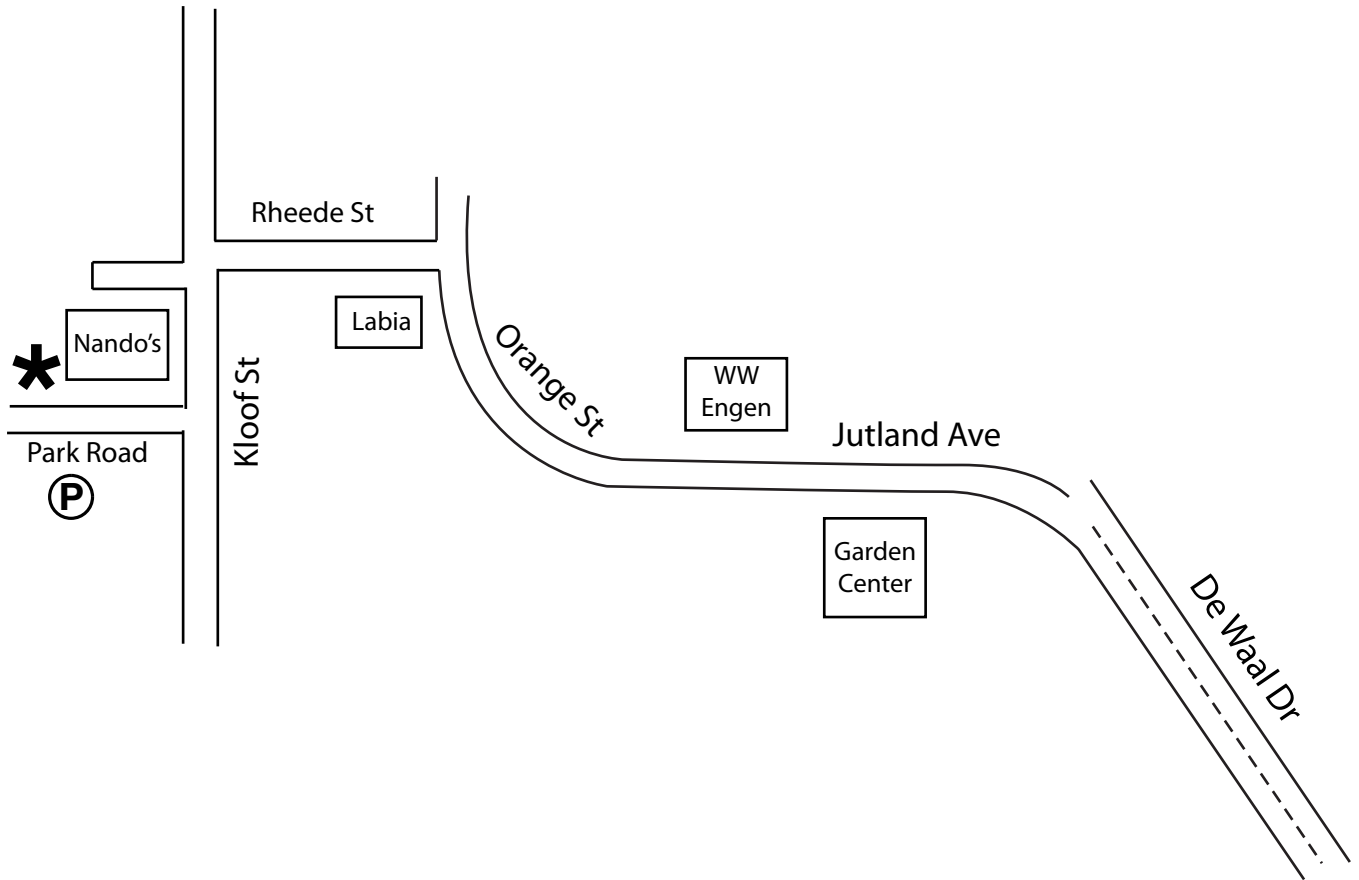 Rheede St
Labia
Nando's
Kloof St
Orange St
WW
Engen
Jutland Ave
Park Road
P
Garden
Center
De Waal Dr